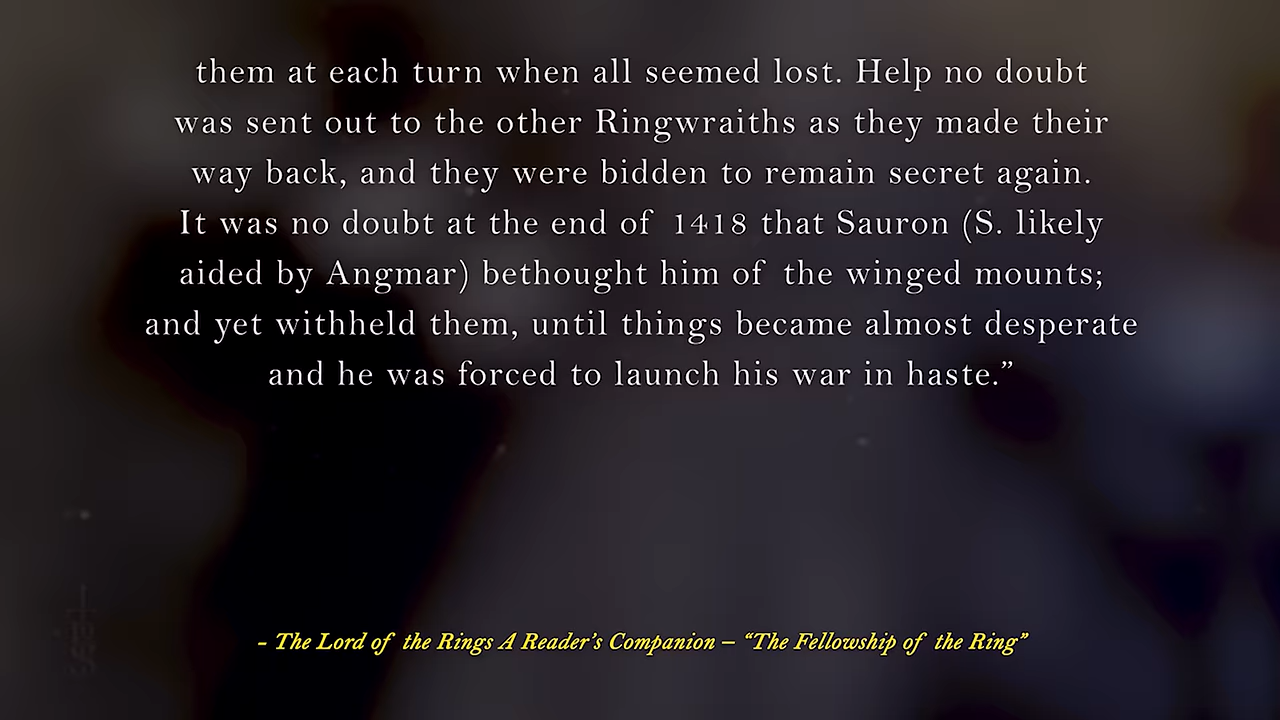 them at each turn when all seemed lost. Help no doubt
was sent out to the other Ringwraiths as they made their
way back, and they were bidden to remain secret again.
It was no doubt at the end of 1418 that Sauron (S. likely
aided by Angmar) bethought him of the winged mounts;
and yet withheld them, until things became almost desperate
and he was forced to launch his war in haste.”
– The Lord of the Rings A Reader’s Companion – “The Fellowship of the Ring”